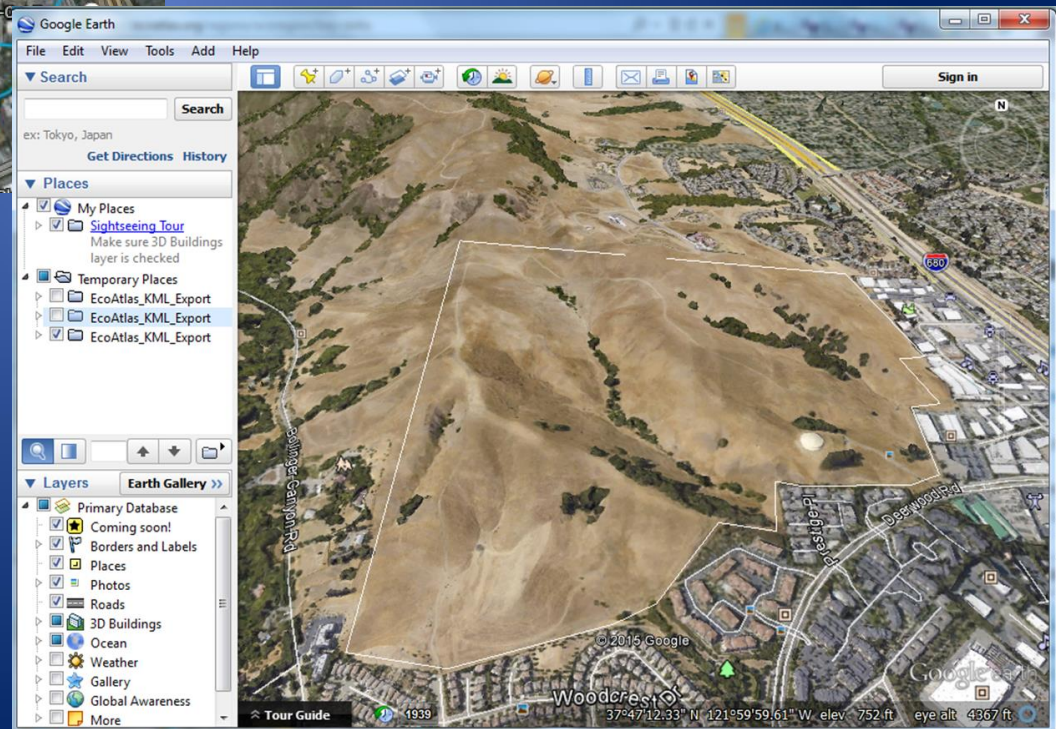 Google Earth
File Edit View Tools Add Help
Search
Search
ex: Tokyo, Japan
Get Directions History
Places
My Places
Sightseeing Tour
Make sure 3D Buildings
layer is checked
Temporary Places
EcoAtlas_KML_Export
EcoAtlas_KML_Export
EcoAtlas_KML_Export
Layers
Earth Gallery >>
Primary Database
Coming soon!
Borders and Labels
Places
Photos
Roads
3D Buildings
Ocean
Weather
Gallery
Global Awareness
More
Sign in
N
680
Bollinger Canyon Rd
Prestige Pl
Deerwood Rd
© 2015 Google
Woodcrest Dr
Google earth
Tour Guide
1939
37°47'12.33" N 121°59'59.61" W elev 752 ft eye alt 4367 ft